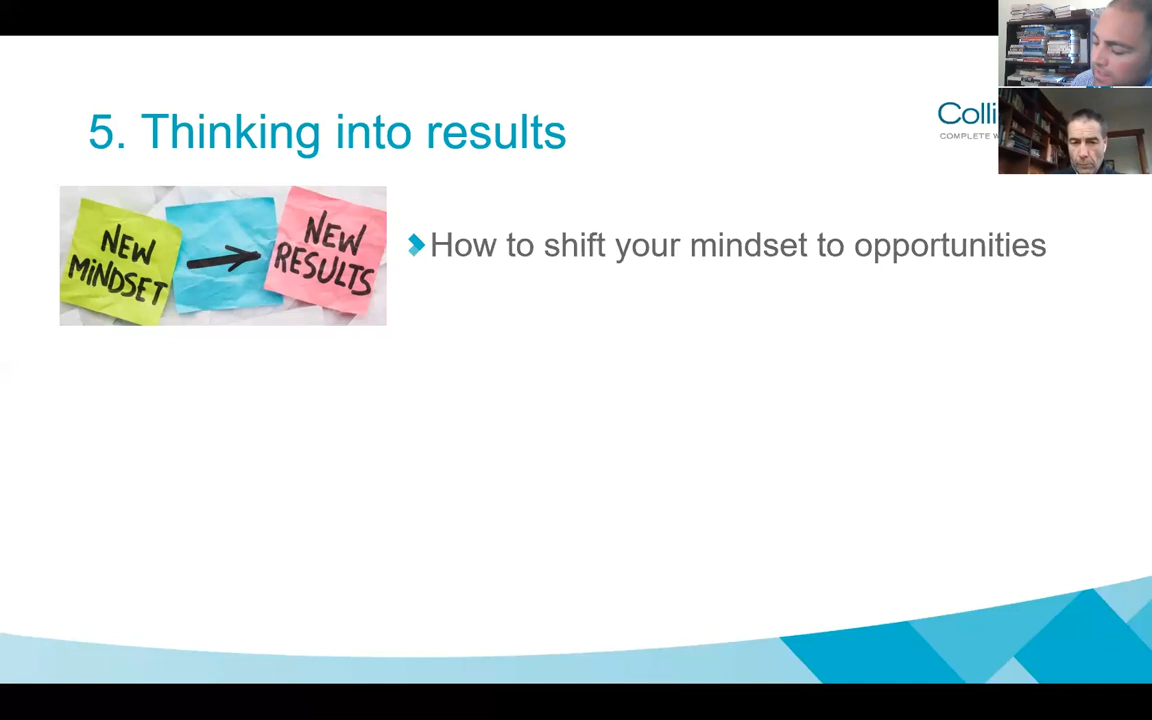 5. Thinking into results
Colli
COMPLETE W
NEW
MINDSET
NEW
RESULTS
How to shift your mindset to opportunities